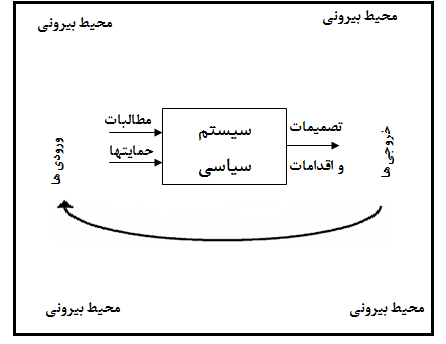 محیط بیرونی
محیط بیرونی
مطالبات
سیستم
تصمیمات
حمایتها
سیاسی
و اقدامات
ورودی ها
خروجی ها
محیط بیرونی
محیط بیرونی